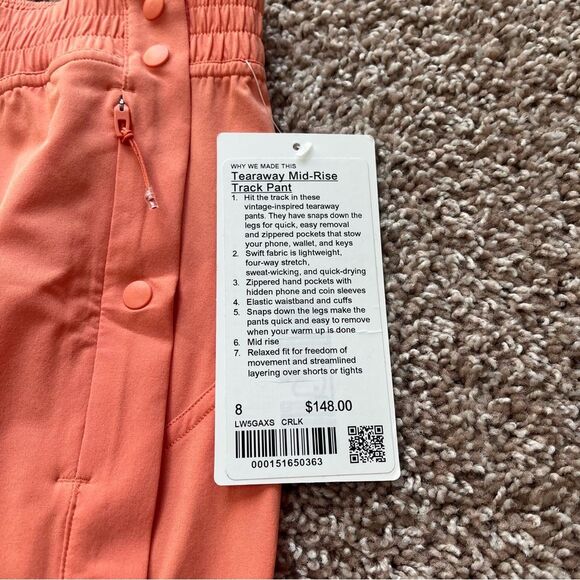 WHY WE MADE THIS
Tearaway Mid-Rise
Track Pant
1. Hit the track in these
vintage-inspired tearaway
pants. They have snaps down the
legs for quick, easy removal
and zippered pockets that stow
your phone, wallet, and keys
2. Swift fabric is lightweight,
four-way stretch,
sweat-wicking, and quick-drying
3. Zippered hand pockets with
hidden phone and coin sleeves
4. Elastic waistband and cuffs
5. Snaps down the legs make the
pants quick and easy to remove
when your warm up is done
6. Mid rise
7. Relaxed fit for freedom of
movement and streamlined
layering over shorts or tights
8 $148.00
LW5GAXS CRLK
000151650363